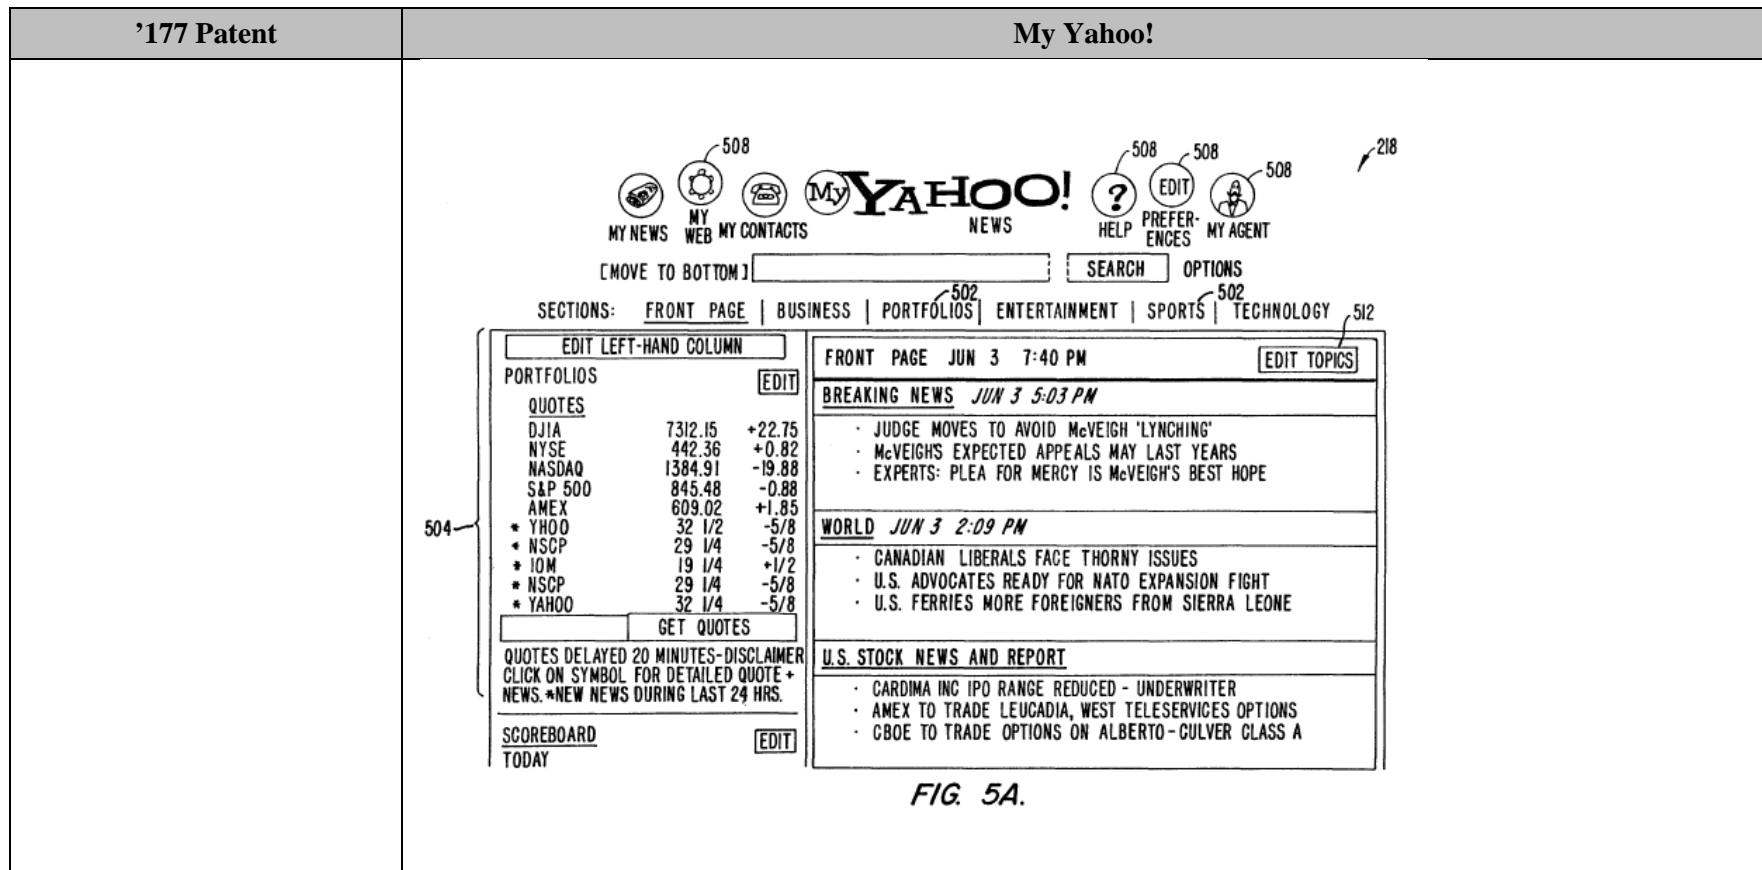 ’177 Patent
My Yahoo!
508
508
508
508
218
My YAHOO!
NEWS
MY NEWS
MY WEB
MY CONTACTS
HELP
EDIT
PREFER-
ENCES
MY AGENT
[MOVE TO BOTTOM] SEARCH OPTIONS
502
502
SECTIONS: FRONT PAGE | BUSINESS | PORTFOLIOS | ENTERTAINMENT | SPORTS | TECHNOLOGY
512
504
EDIT LEFT-HAND COLUMN
PORTFOLIOS EDIT
QUOTES
DJIA 7312.15 +22.75
NYSE 442.36 +0.82
NASDAQ 1384.91 -19.88
S&P 500 845.48 -0.88
AMEX 609.02 +1.85
* YHOO 32 1/2 -5/8
* NSCP 29 1/4 -5/8
* IOM 19 1/4 +1/2
* NSCP 29 1/4 -5/8
* YAHOO 32 1/4 -5/8
GET QUOTES
QUOTES DELAYED 20 MINUTES-DISCLAIMER
CLICK ON SYMBOL FOR DETAILED QUOTE +
NEWS. *NEW NEWS DURING LAST 24 HRS.
SCOREBOARD EDIT
TODAY
FRONT PAGE JUN 3 7:40 PM EDIT TOPICS
BREAKING NEWS JUN 3 5:03 PM
· JUDGE MOVES TO AVOID McVEIGH 'LYNCHING'
· McVEIGH'S EXPECTED APPEALS MAY LAST YEARS
· EXPERTS: PLEA FOR MERCY IS McVEIGH'S BEST HOPE
WORLD JUN 3 2:09 PM
· CANADIAN LIBERALS FACE THORNY ISSUES
· U.S. ADVOCATES READY FOR NATO EXPANSION FIGHT
· U.S. FERRIES MORE FOREIGNERS FROM SIERRA LEONE
U.S. STOCK NEWS AND REPORT
· CARDIMA INC IPO RANGE REDUCED - UNDERWRITER
· AMEX TO TRADE LEUCADIA, WEST TELESERVICES OPTIONS
· CBOE TO TRADE OPTIONS ON ALBERTO-CULVER CLASS A
FIG. 5A.